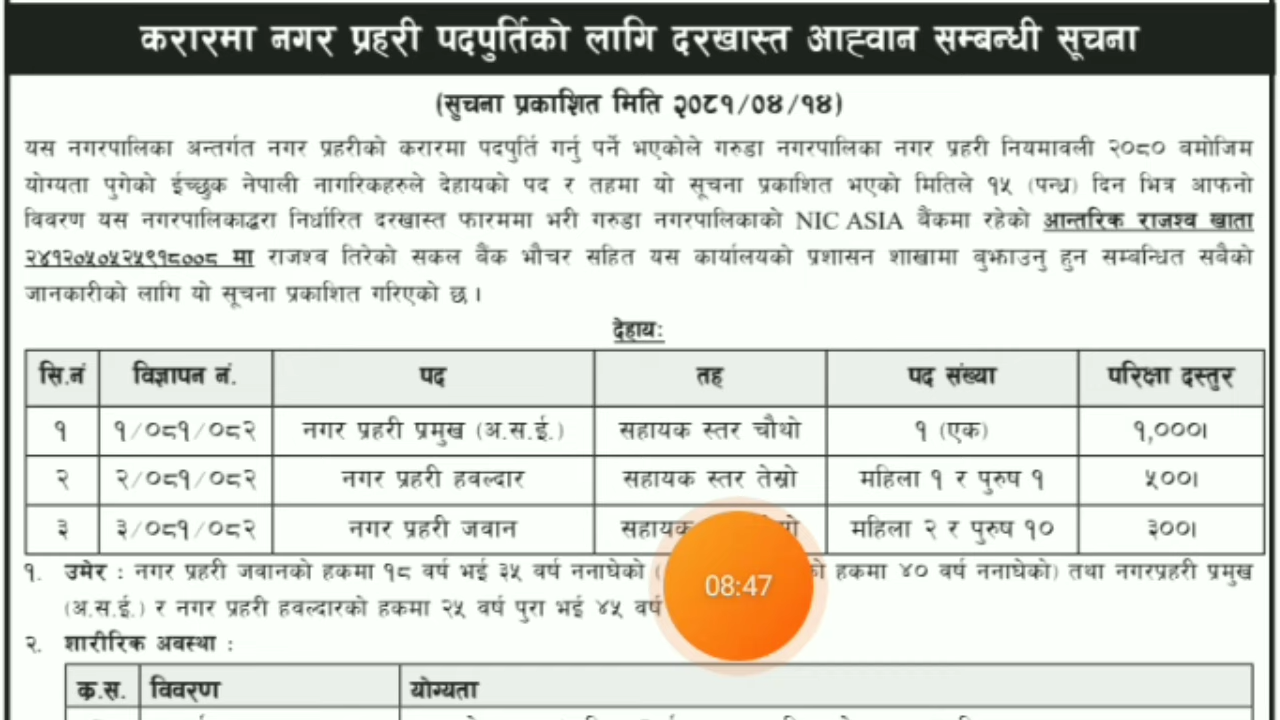 करारमा नगर प्रहरी पदपुर्तिको लागि दरखास्त आह्वान सम्बन्धी सूचना
(सुचना प्रकाशित मिति २०८१/०४/१४)
यस नगरपालिका अन्तर्गत नगर प्रहरीको करारमा पदपुर्ति गर्नु पर्ने भएकोले गरुडा नगरपालिका नगर प्रहरी नियमावली २०८० बमोजिम
योग्यता पुगेको ईच्छुक नेपाली नागरिकहरुले देहायको पद र तहमा यो सूचना प्रकाशित भएको मितिले १५ (पन्ध्र) दिन भित्र आफनो
विवरण यस नगरपालिकाद्वरा निर्धारित दरखास्त फारममा भरी गरुडा नगरपालिकाको NIC ASIA बैंकमा रहेको आन्तरिक राजश्व खाता
२४१२०५०५२५९१८००८ मा राजश्व तिरेको सकल बैंक भौचर सहित यस कार्यालयको प्रशासन शाखामा बुझाउनु हुन सम्बन्धित सबैको
जानकारीको लागि यो सूचना प्रकाशित गरिएको छ ।
देहायः
सि.नं विज्ञापन नं. पद तह पद संख्या परिक्षा दस्तुर
१ १/०८१/०८२ नगर प्रहरी प्रमुख (अ.स.ई.) सहायक स्तर चौथो १ (एक) १,०००।
२ २/०८१/०८२ नगर प्रहरी हवल्दार सहायक स्तर तेस्रो महिला १ र पुरुष १ ५००।
३ ३/०८१/०८२ नगर प्रहरी जवान सहायक महिला २ र पुरुष १० ३००।
१. उमेर : नगर प्रहरी जवानको हकमा १८ वर्ष भई ३५ वर्ष ननाघेको ( हकमा ४० वर्ष ननाघेको) तथा नगरप्रहरी प्रमुख
(अ.स.ई.) र नगर प्रहरी हवल्दारको हकमा २५ वर्ष पुरा भई ४५ वर्ष
08:47
२. शारीरिक अवस्था :
क्र.स. विवरण योग्यता